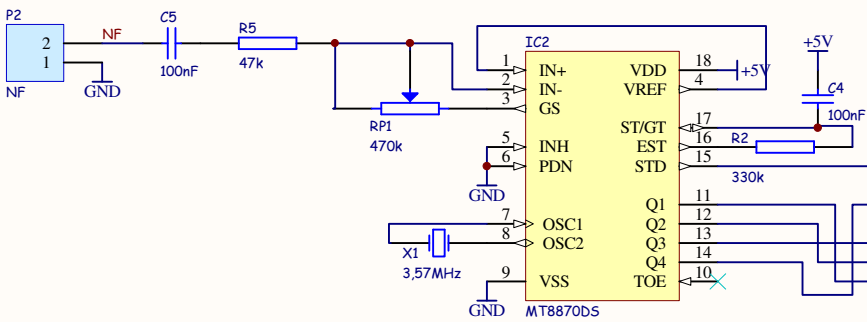 P2
2
1
NF
NF
GND
C5
100nF
R5
47k
RP1
470k
IC2
1 IN+
2 IN-
3 GS
5 INH
6 PDN
GND
7 OSC1
8 OSC2
X1
3,57MHz
9 VSS
GND
VDD 18
+5V
VREF 4
ST/GT 17
EST 16
STD 15
Q1 11
Q2 12
Q3 13
Q4 14
TOE 10
MT8870DS
+5V
C4
100nF
R2
330k